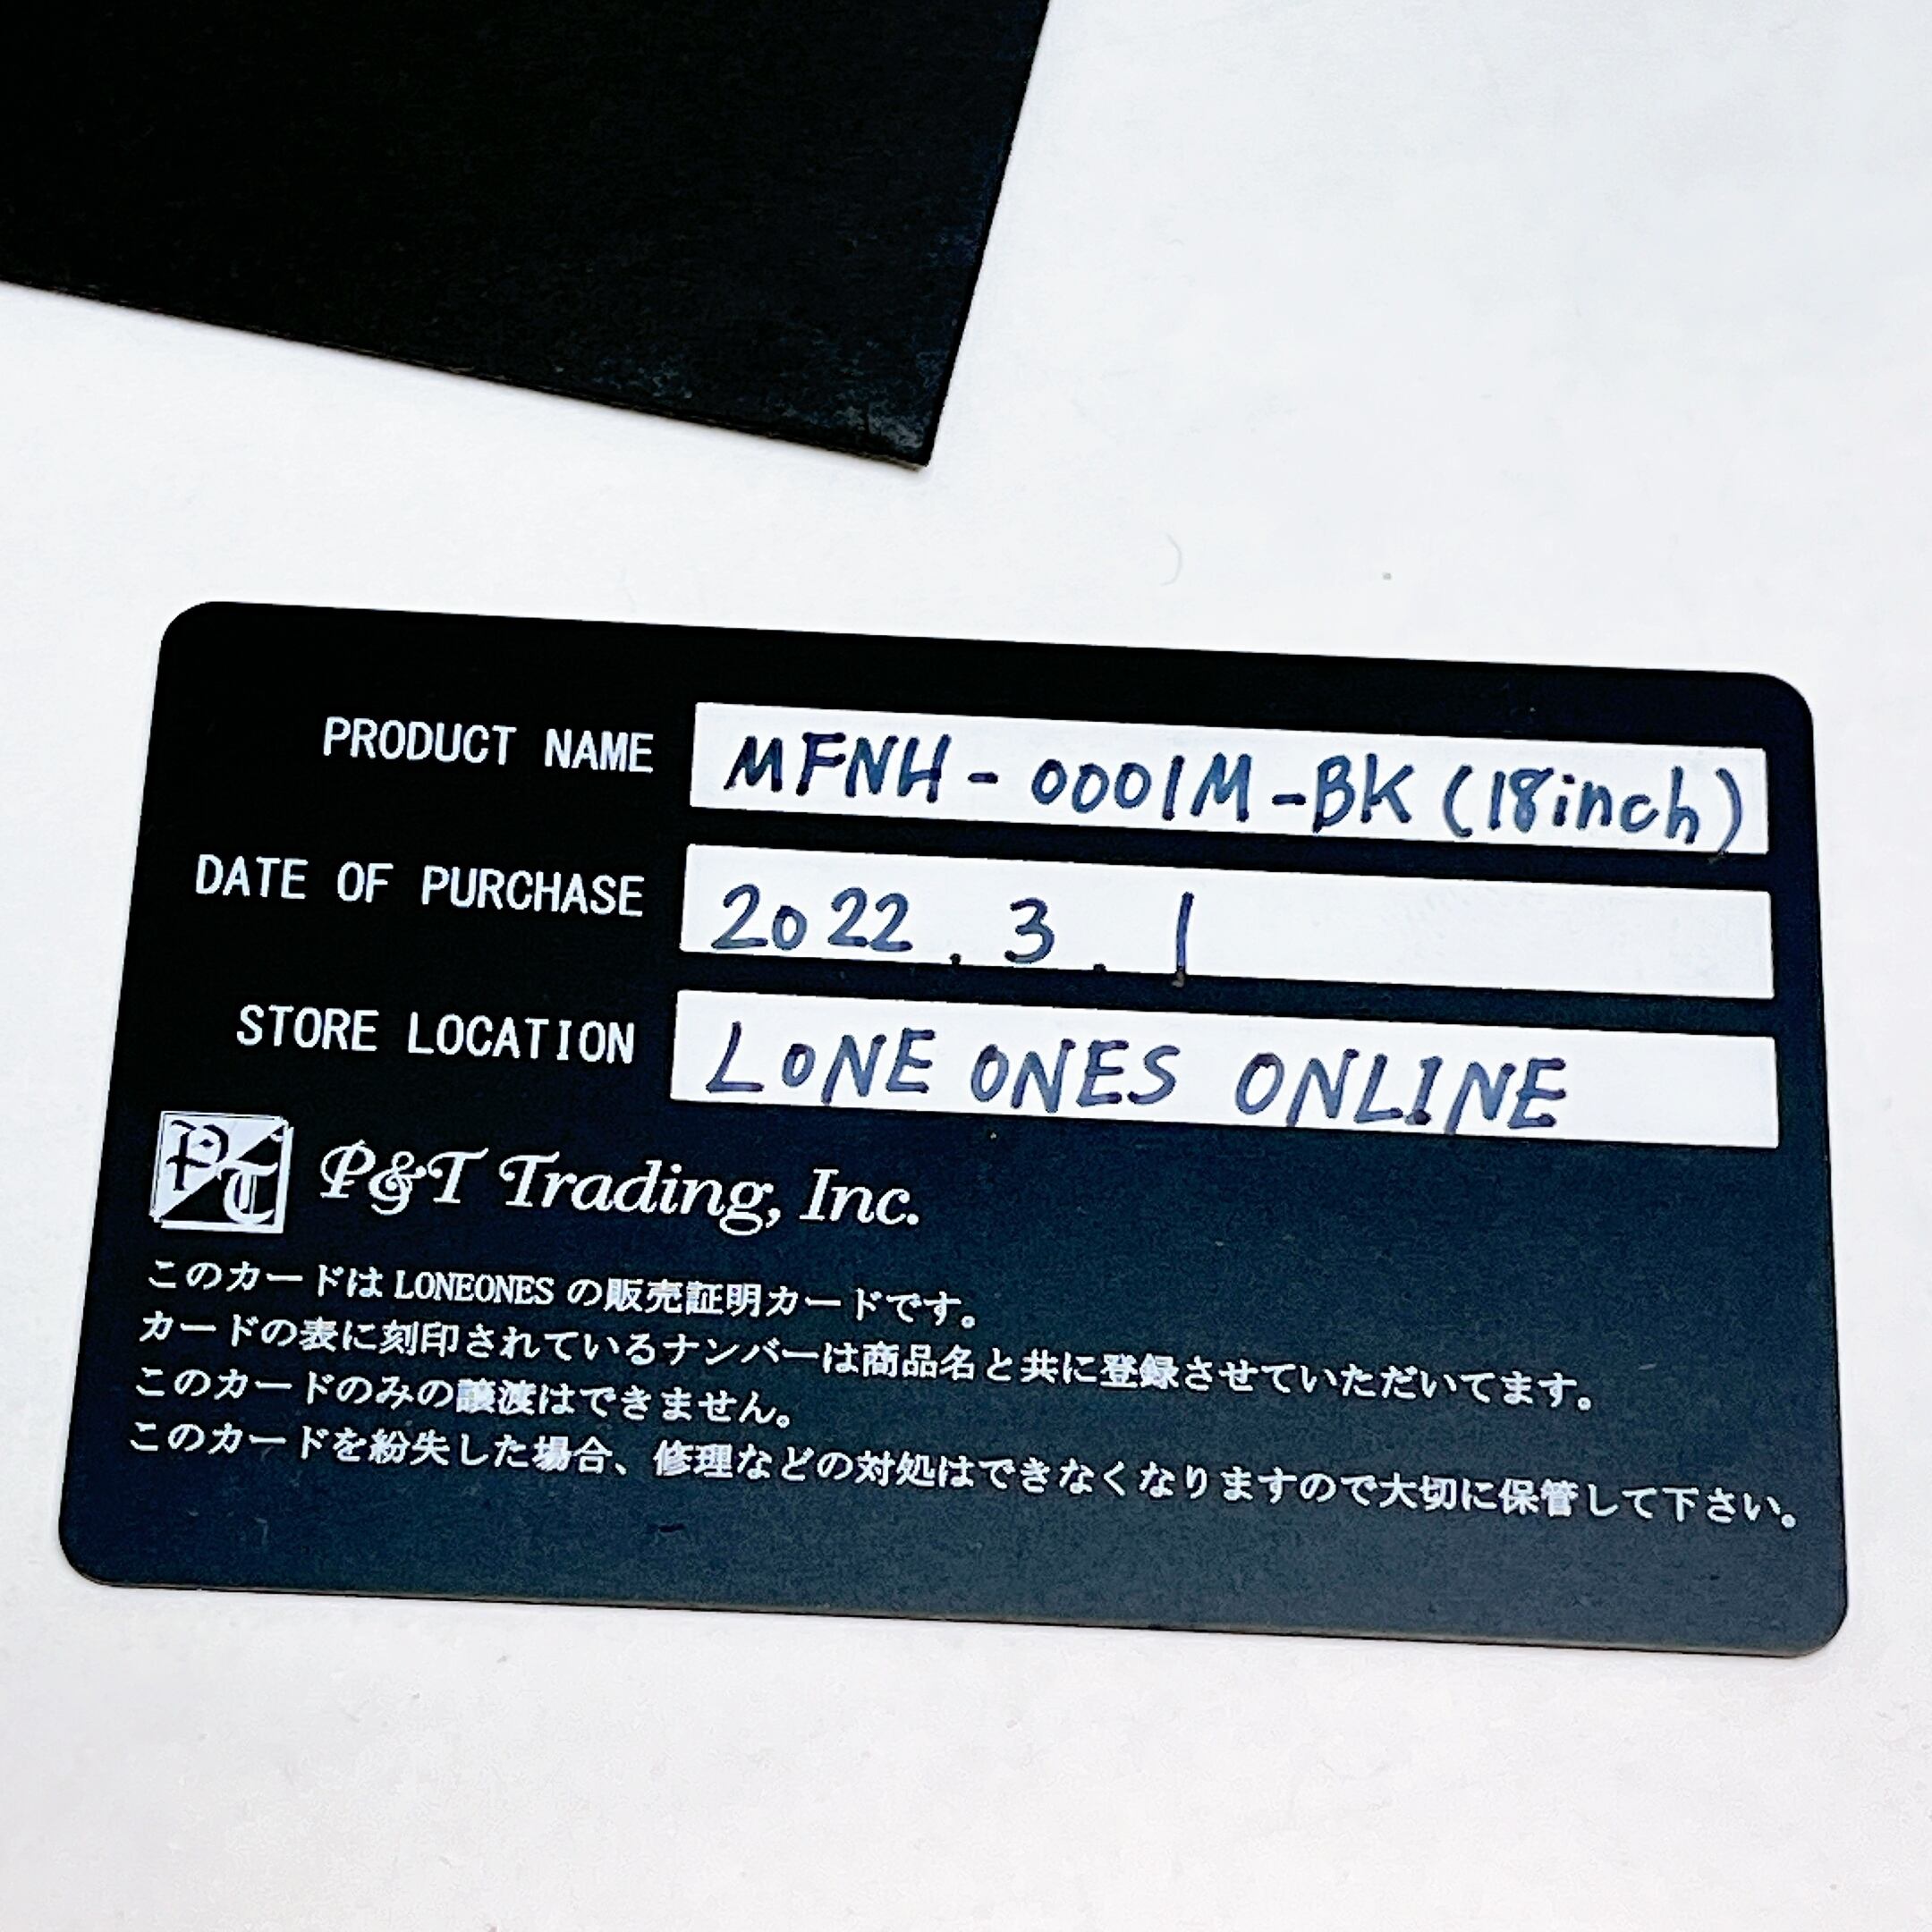 PRODUCT NAME MFNH-0001M-BK (18inch)
DATE OF PURCHASE 2022.3.1
STORE LOCATION LONE ONES ONLINE
PT P&T Trading, Inc.
このカードは LONEONES の販売証明カードです。
カードの表に刻印されているナンバーは商品名と共に登録させていただいてます。
このカードのみの譲渡はできません。
このカードを紛失した場合、修理などの対処はできなくなりますので大切に保管して下さい。